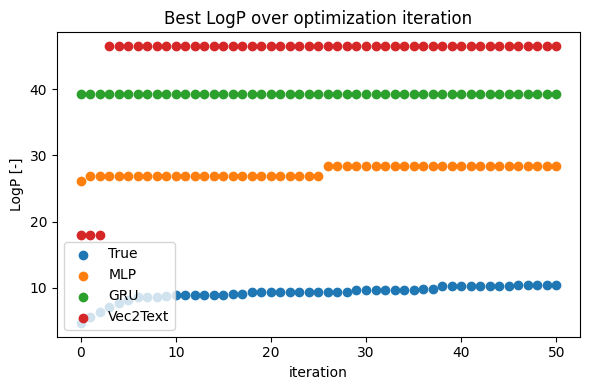 Best LogP over optimization iteration
LogP [-]
40
30
20
10
True
MLP
GRU
Vec2Text
0
10
20
30
40
50
iteration